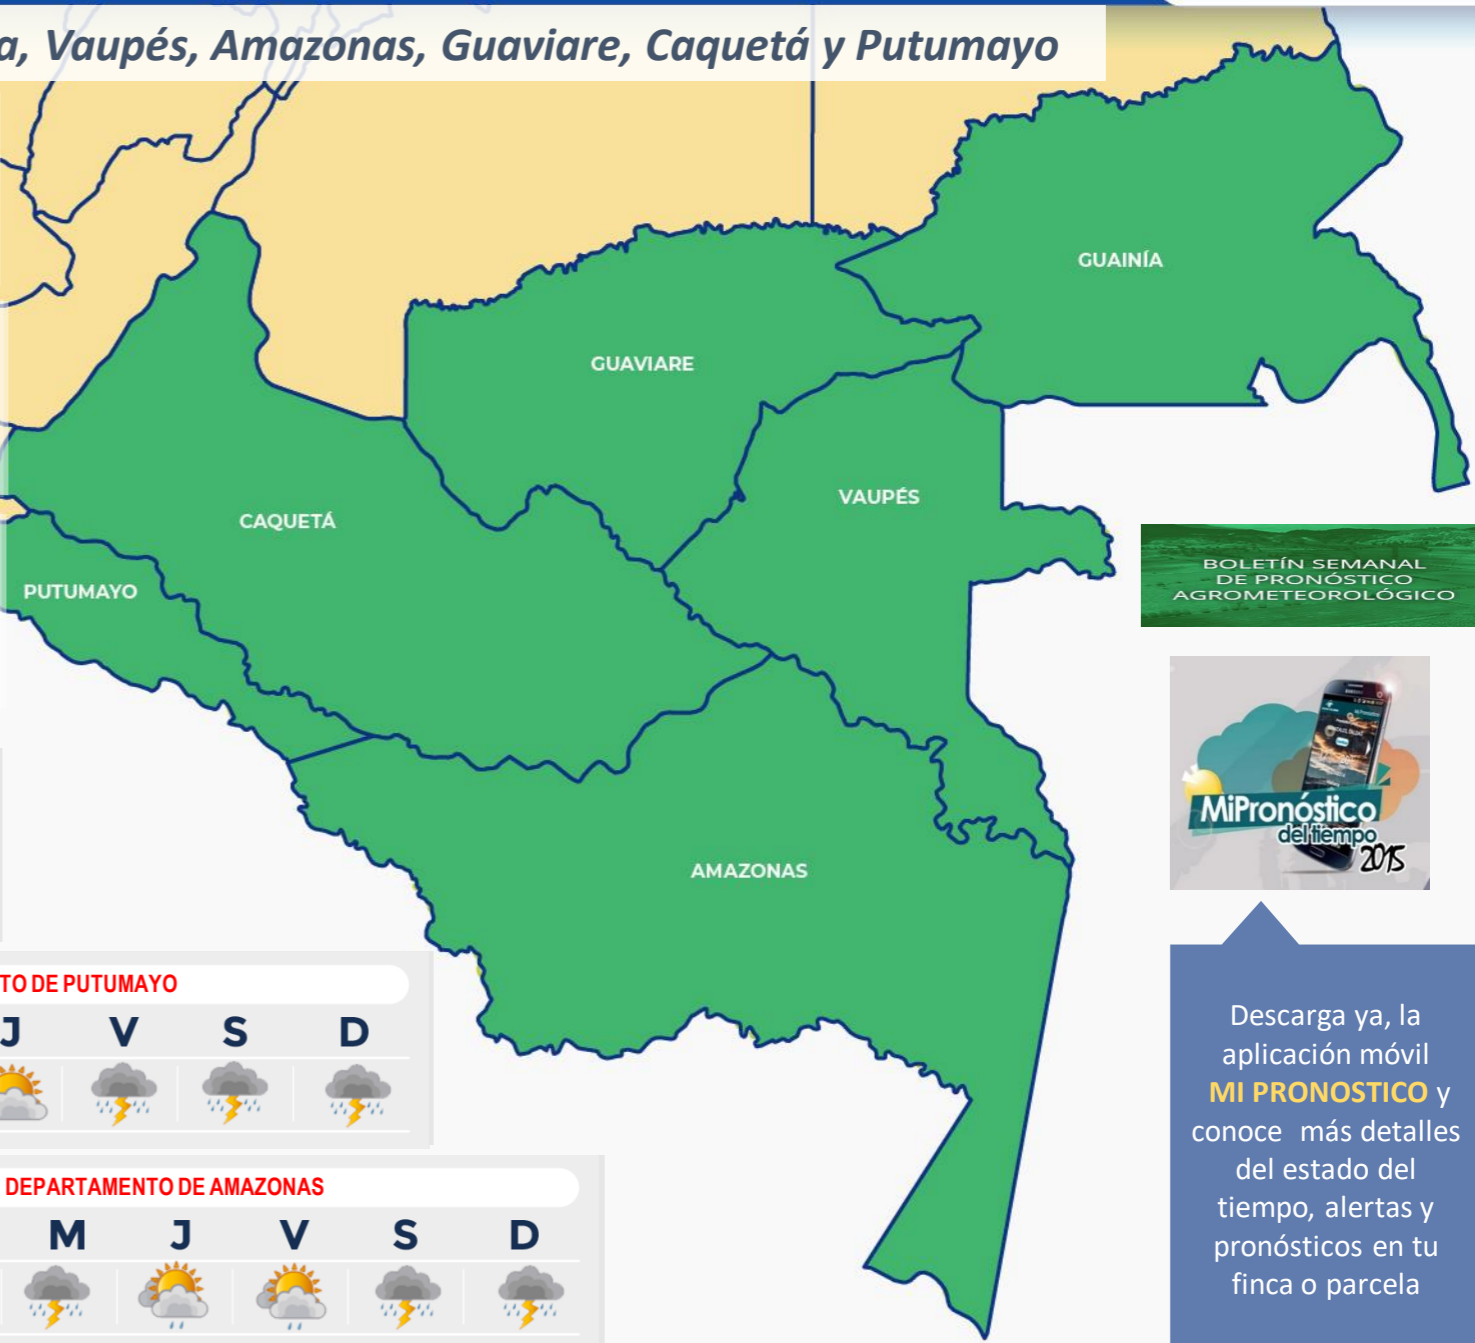 a, Vaupés, Amazonas, Guaviare, Caquetá y Putumayo
GUAINÍA
GUAVIARE
VAUPÉS
CAQUETÁ
PUTUMAYO
AMAZONAS
BOLETÍN SEMANAL
DE PRONÓSTICO
AGROMETEOROLÓGICO
SAMSUNG
MiPronóstico
del tiempo
2015
Descarga ya, la
aplicación móvil
MI PRONOSTICO y
conoce más detalles
del estado del
tiempo, alertas y
pronósticos en tu
finca o parcela
TO DE PUTUMAYO
J V S D
DEPARTAMENTO DE AMAZONAS
M J V S D